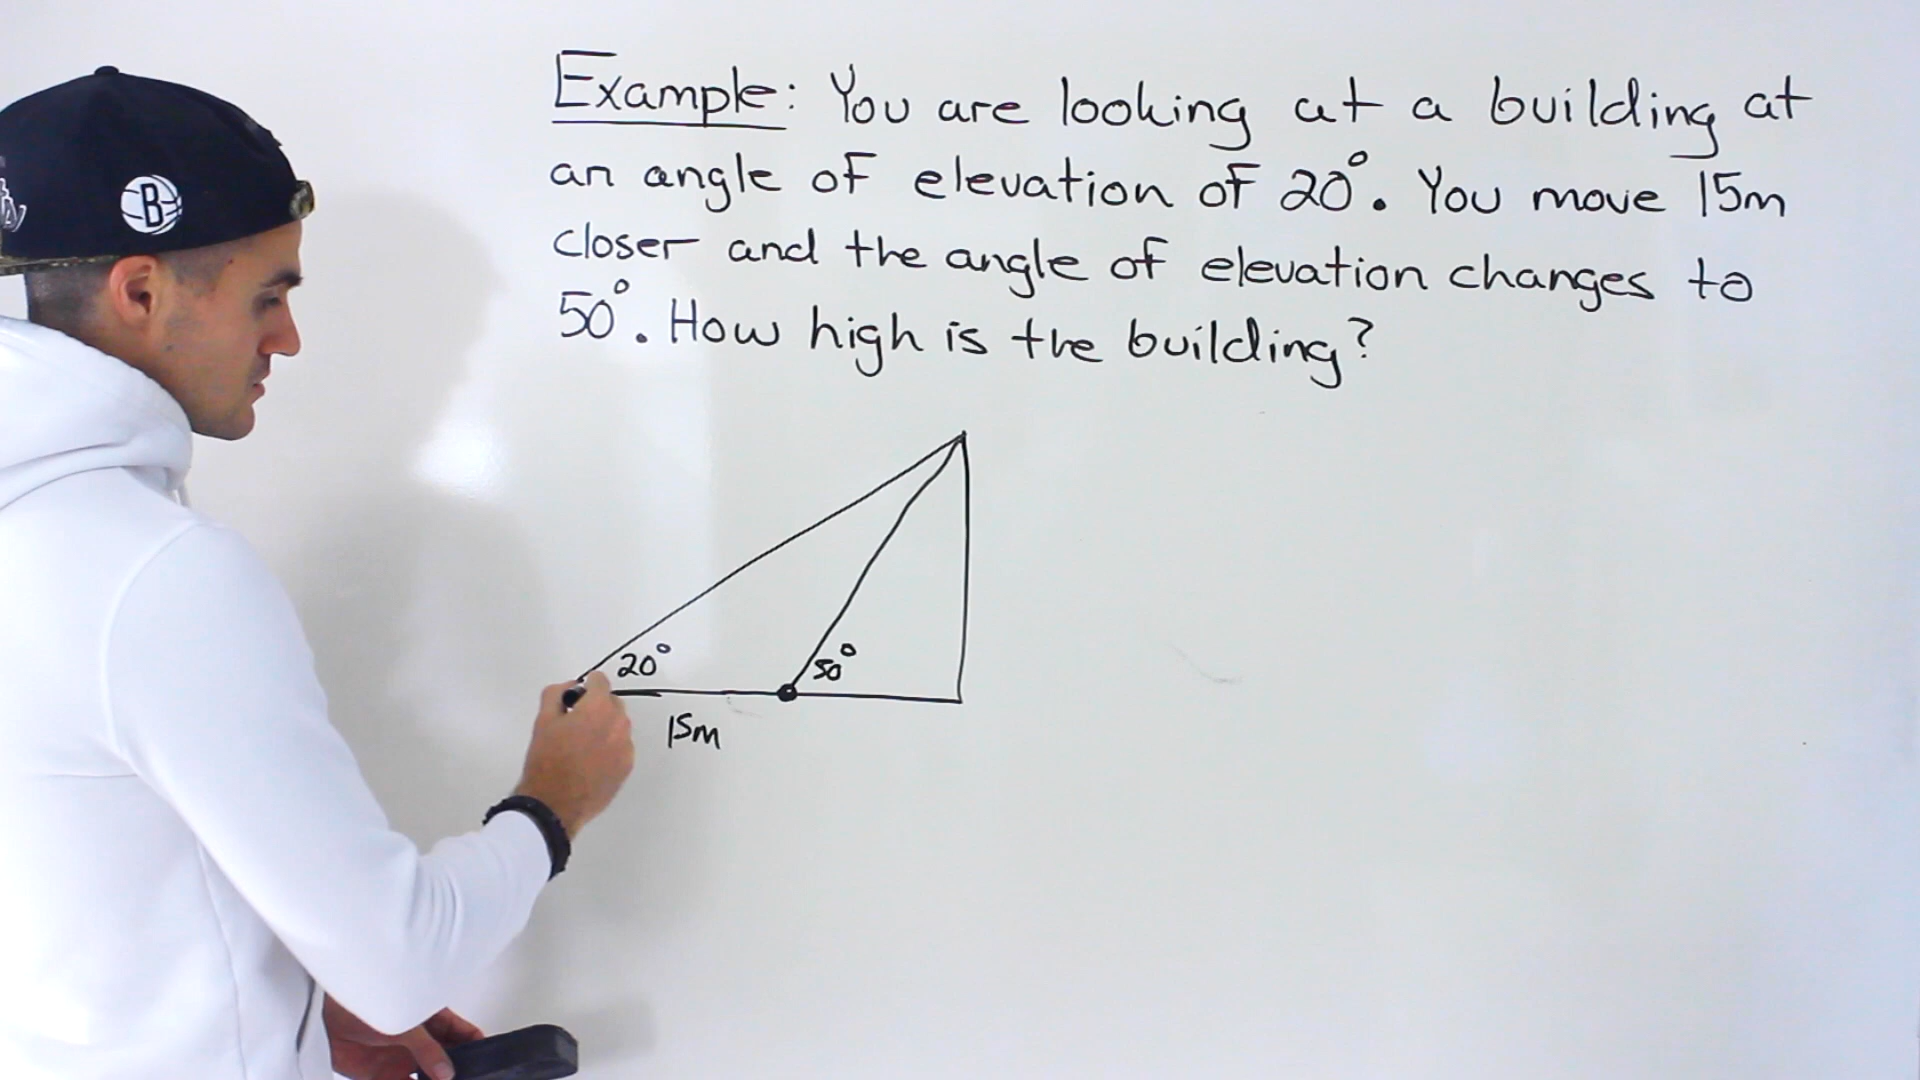 Example: You are looking at a building at
an angle of elevation of 20°. You move 15m
closer and the angle of elevation changes to
50°. How high is the building?
20°
50°
15m
B